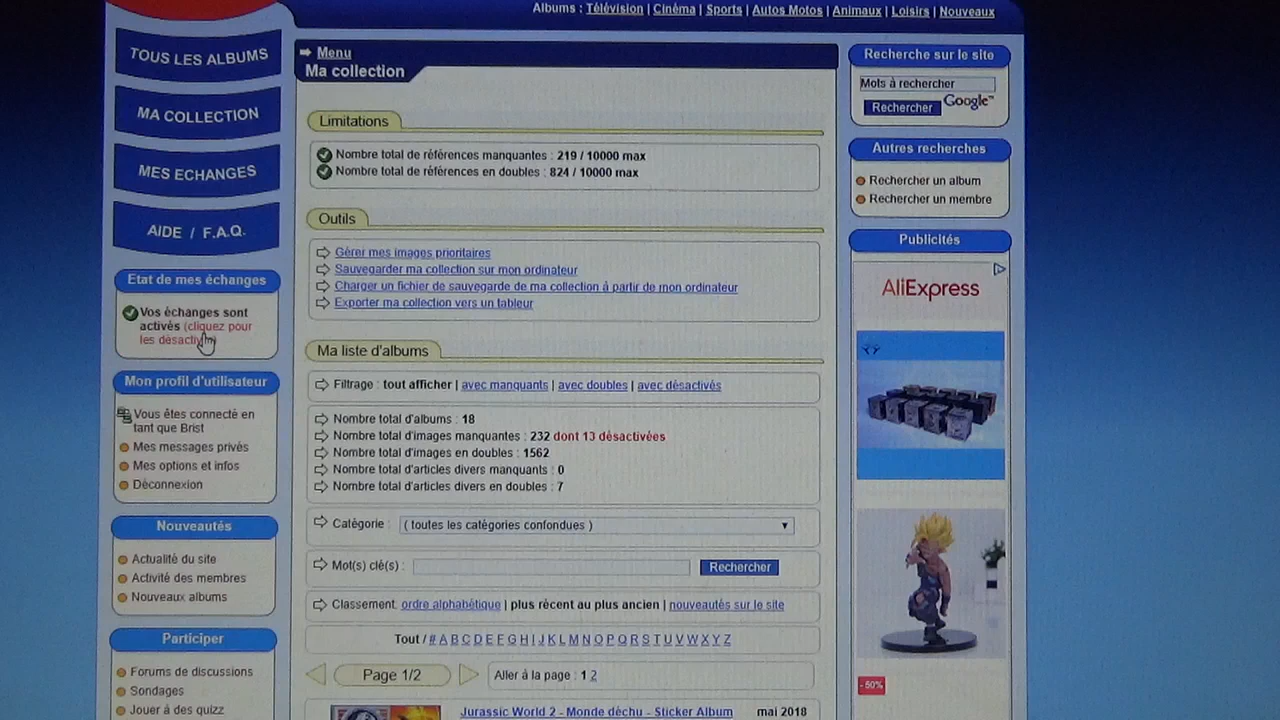 Albums : Télévision | Cinéma | Sports | Autos Motos | Animaux | Loisirs | Nouveaux
TOUS LES ALBUMS
MA COLLECTION
MES ECHANGES
AIDE / F.A.Q.
Etat de mes échanges
Vos échanges sont
activés (cliquez pour
les
Mon profil d'utilisateur
Vous êtes connecté en
tant que Brist
Mes messages privés
Mes options et infos
Déconnexion
Nouveautés
Actualité du site
Activité des membres
Nouveaux albums
Participer
Forums de discussions
Sondages
Jouer à des quizz
Menu
Ma collection
Limitations
Nombre total de références manquantes : 219 / 10000 max
Nombre total de références en doubles : 824 / 10000 max
Outils
Gérer mes images prioritaires
Sauvegarder ma collection sur mon ordinateur
Charger un fichier de sauvegarde de ma collection à partir de mon ordinateur
Exporter ma collection vers un tableur
Ma liste d'albums
Filtrage : tout afficher | avec manquants | avec doubles | avec désactivés
Nombre total d'albums : 18
Nombre total d'images manquantes : 232 dont 13 désactivées
Nombre total d'images en doubles : 1562
Nombre total d'articles divers manquants : 0
Nombre total d'articles divers en doubles : 7
Catégorie : ( toutes les catégories confondues )
Mot(s) clé(s) : Rechercher
Classement ordre alphabétique | plus récent au plus ancien | nouveautés sur le site
Tout / # A B C D E F G H I J K L M N O P Q R S T U V W X Y Z
Page 1/2
Aller à la page : 1 2
Jurassic World 2 - Monde déchu - Sticker Album mai 2018
Recherche sur le site
Mots à rechercher
Rechercher Google™
Autres recherches
Rechercher un album
Rechercher un membre
Publicités
AliExpress
- 50%